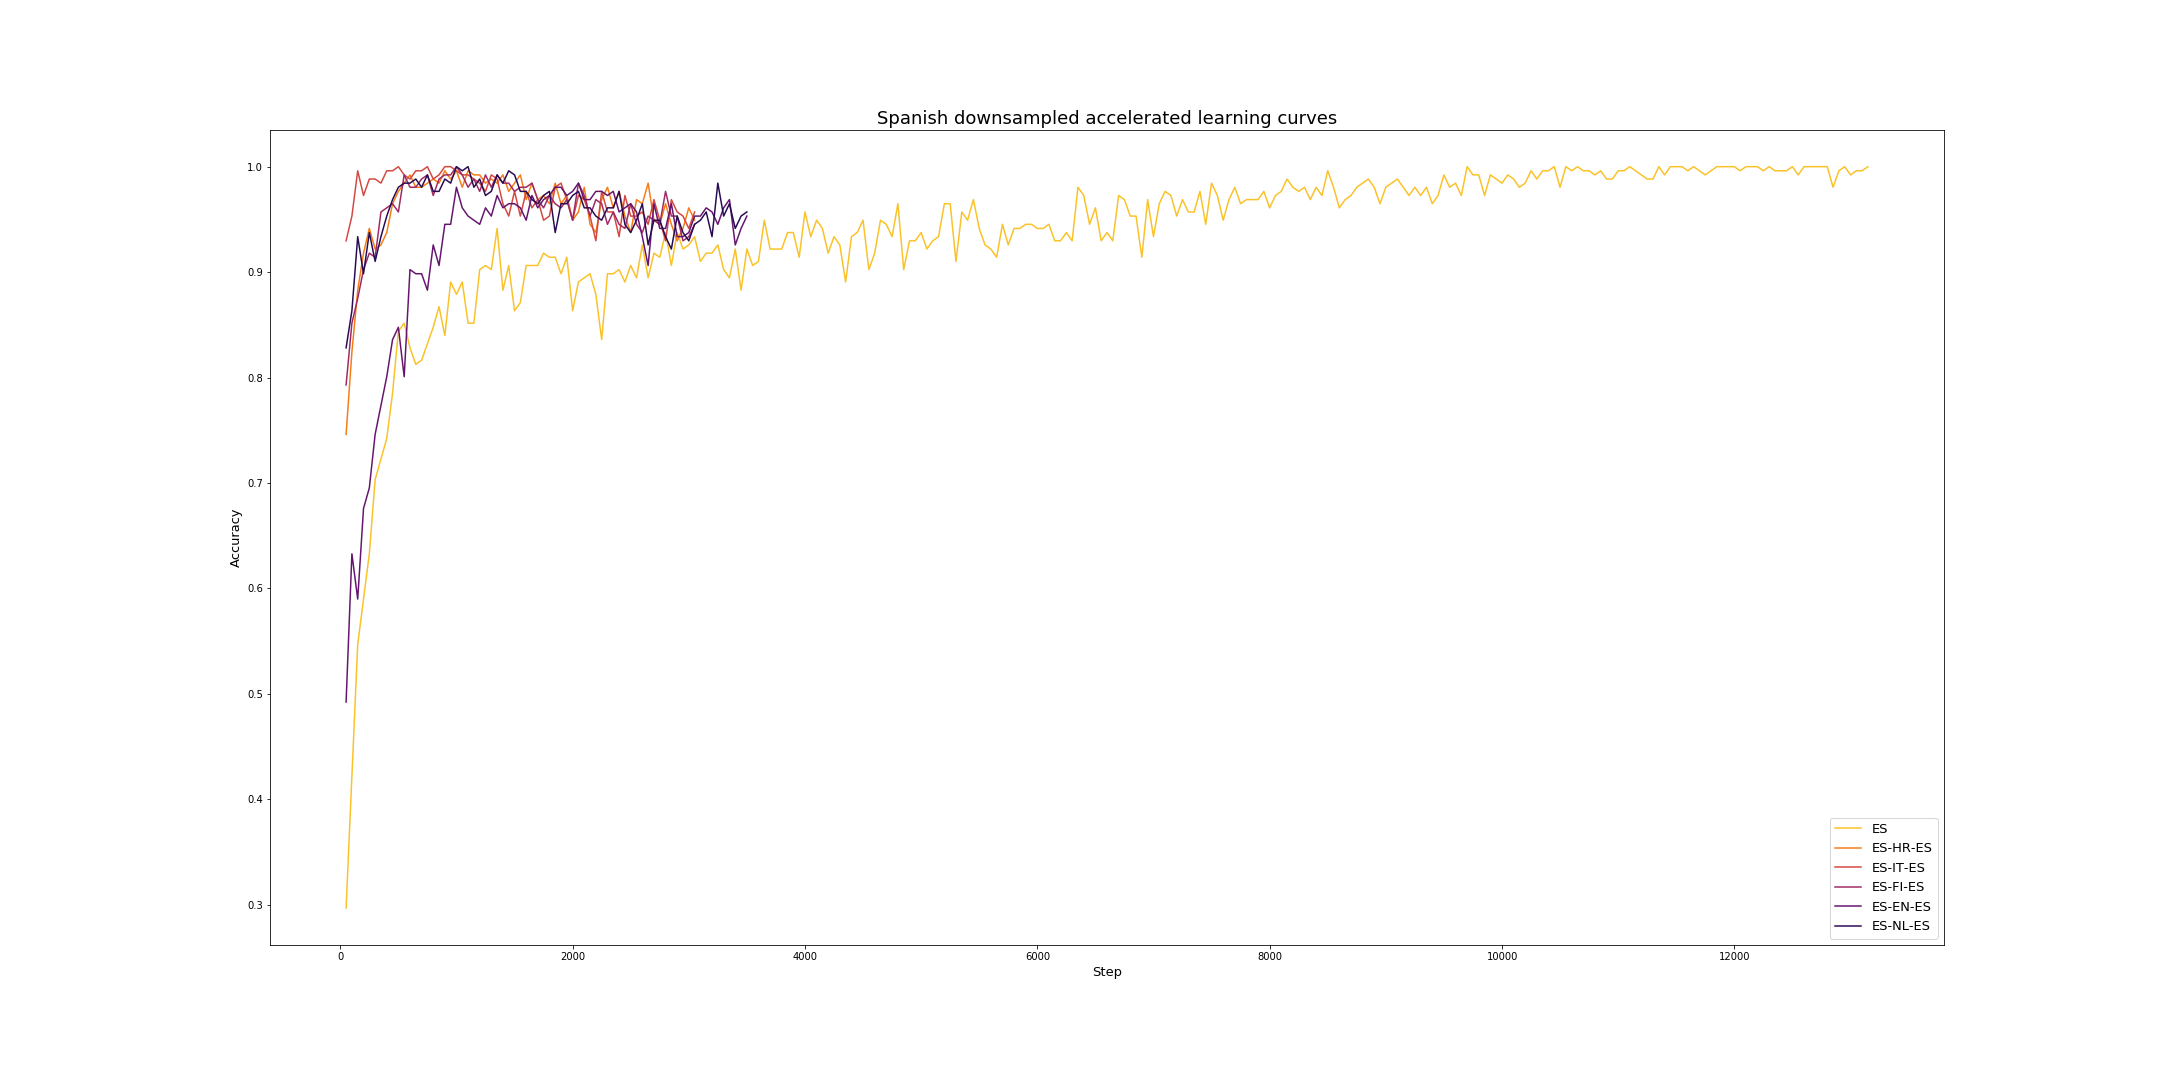 Spanish downsampled accelerated learning curves
1.0
0.9
0.8
0.7
0.6
0.5
0.4
0.3
Accuracy
0 2000 4000 6000 8000 10000 12000
Step
ES
ES-HR-ES
ES-IT-ES
ES-FI-ES
ES-EN-ES
ES-NL-ES